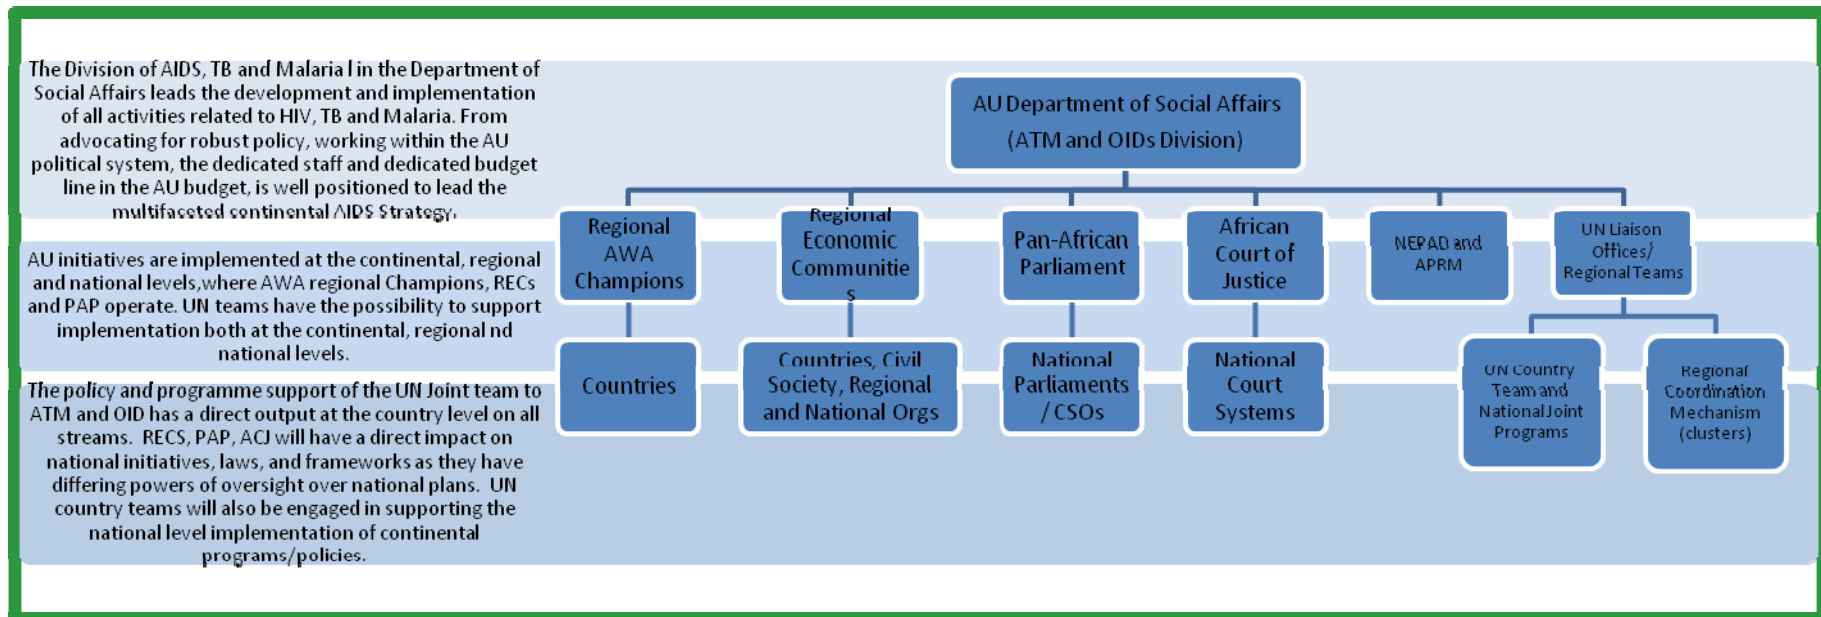 The Division of AIDS, TB and Malaria l in the Department of
Social Affairs leads the development and implementation
of all activities related to HIV, TB and Malaria. From
advocating for robust policy, working within the AU
political system, the dedicated staff and dedicated budget
line in the AU budget, is well positioned to lead the
multifaceted continental AIDS Strategy.
AU initiatives are implemented at the continental, regional
and national levels,where AWA regional Champions, RECs
and PAP operate. UN teams have the possibility to support
implementation both at the continental, regional nd
national levels.
The policy and programme support of the UN Joint team to
ATM and OID has a direct output at the country level on all
streams. RECS, PAP, ACJ will have a direct impact on
national initiatives, laws, and frameworks as they have
differing powers of oversight over national plans. UN
country teams will also be engaged in supporting the
national level implementation of continental
programs/policies.
AU Department of Social Affairs
(ATM and OIDs Division)
Regional
AWA
Champions
Regional
Economic
Communitie
s
Pan-African
Parliament
African
Court of
Justice
NEPAD and
APRM
UN Liaison
Offices/
Regional Teams
Countries
Countries, Civil
Society, Regional
and National Orgs
National
Parliaments
/ CSOs
National
Court
Systems
UN Country
Team and
National Joint
Programs
Regional
Coordination
Mechanism
(clusters)